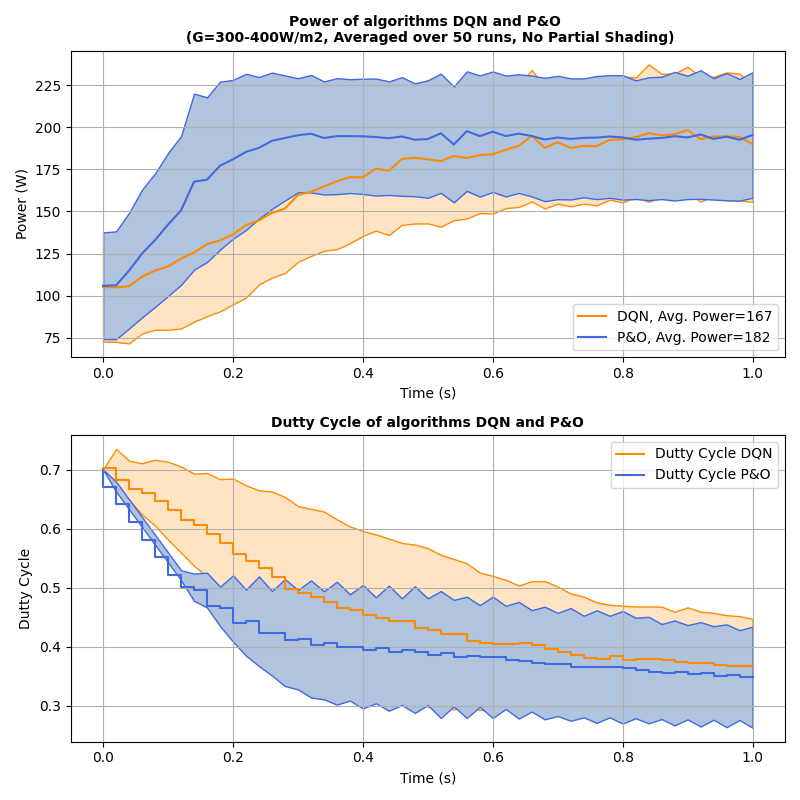 Power of algorithms DQN and P&O
(G=300-400W/m2, Averaged over 50 runs, No Partial Shading)
225
200
175
150
125
100
75
Power (W)
DQN, Avg. Power=167
P&O, Avg. Power=182
0.0 0.2 0.4 0.6 0.8 1.0
Time (s)
Dutty Cycle of algorithms DQN and P&O
0.7
0.6
0.5
0.4
0.3
Dutty Cycle
Dutty Cycle DQN
Dutty Cycle P&O
0.0 0.2 0.4 0.6 0.8 1.0
Time (s)